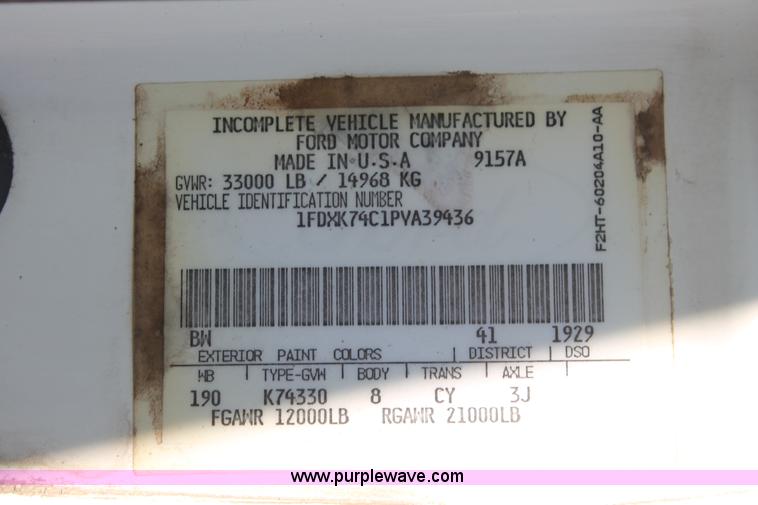 INCOMPLETE VEHICLE MANUFACTURED BY
FORD MOTOR COMPANY
MADE IN U.S.A 9157A
GVWR: 33000 LB / 14968 KG
VEHICLE IDENTIFICATION NUMBER
1FDXK74C1PVA39436
F2HT-60204A10-AA
BW 41 1929
EXTERIOR PAINT COLORS | DISTRICT | DSO
WB | TYPE-GVW | BODY | TRANS | AXLE |
190 K74330 8 CY 3J
FGAWR 12000LB RGAWR 21000LB
www.purplewave.com